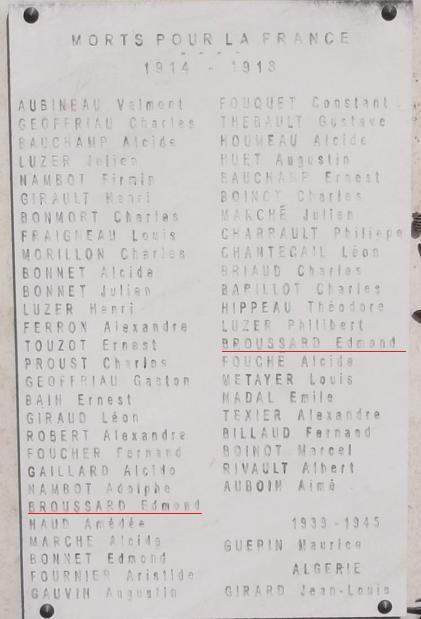 MORTS POUR LA FRANCE
- - - -
1914 - 1918
AUBINEAU Valmont
GEOFFRIAU Charles
BAUCHAMP Alcide
LUZER Julien
NAMBOT Firmin
GIRAULT Henri
BONMORT Charles
FRAIGNEAU Louis
MORILLON Charles
BONNET Alcide
BONNET Julien
LUZER Henri
FERRON Alexandre
TOUZOT Ernest
PROUST Charles
GEOFFRIAU Gaston
BAIN Ernest
GIRAUD Léon
ROBERT Alexandre
FOUCHER Fernand
GAILLARD Alcide
NAMBOT Adolphe
BROUSSARD Edmond
NAUD Amédée
MARCHE Alcide
BONNET Edmond
FOURNIER Aristide
GAUVIN Augustin
FOUQUET Constant
THEBAULT Gustave
HOUMEAU Alcide
HUET Augustin
BAUCHAMP Ernest
BOINOT Charles
MARCHÉ Julien
CHARRAULT Philippe
CHANTECAIL Léon
BRIAUD Charles
BAPILLOT Charles
HIPPEAU Théodore
LUZER Philibert
BROUSSARD Edmond
FOUCHÉ Alcide
METAYER Louis
NADAL Emile
TEXIER Alexandre
BILLAUD Fernand
BOINOT Marcel
RIVAULT Albert
AUBOIN Aimé
1939-1945
GUERIN Maurice
ALGERIE
GIRARD Jean-Louis